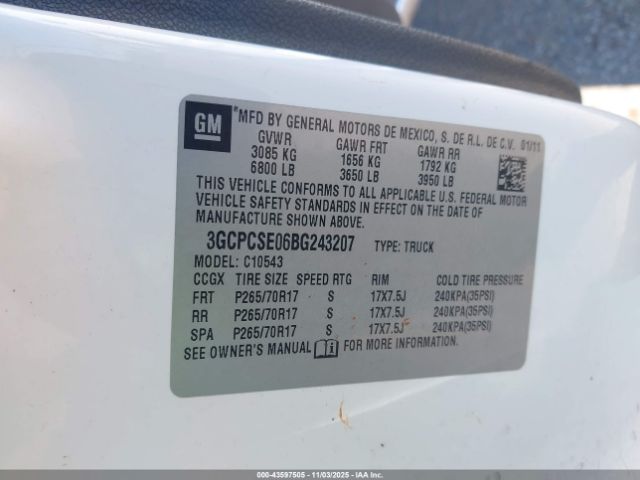 GM
*MFD BY GENERAL MOTORS DE MEXICO, S. DE R.L. DE C.V. 01/11
GVWR GAWR FRT GAWR RR
3085 KG 1656 KG 1792 KG
6800 LB 3650 LB 3950 LB
THIS VEHICLE CONFORMS TO ALL APPLICABLE U.S. FEDERAL MOTOR
VEHICLE SAFETY STANDARDS IN EFFECT ON THE DATE OF
MANUFACTURE SHOWN ABOVE.
3GCPCSE06BG243207 TYPE: TRUCK
MODEL: C10543
CCGX TIRE SIZE SPEED RTG RIM COLD TIRE PRESSURE
FRT P265/70R17 S 17X7.5J 240KPA(35PSI)
RR P265/70R17 S 17X7.5J 240KPA(35PSI)
SPA P265/70R17 S 17X7.5J 240KPA(35PSI)
SEE OWNER'S MANUAL FOR MORE INFORMATION.
000-43597505 - 11/03/2025 - IAAI.COM